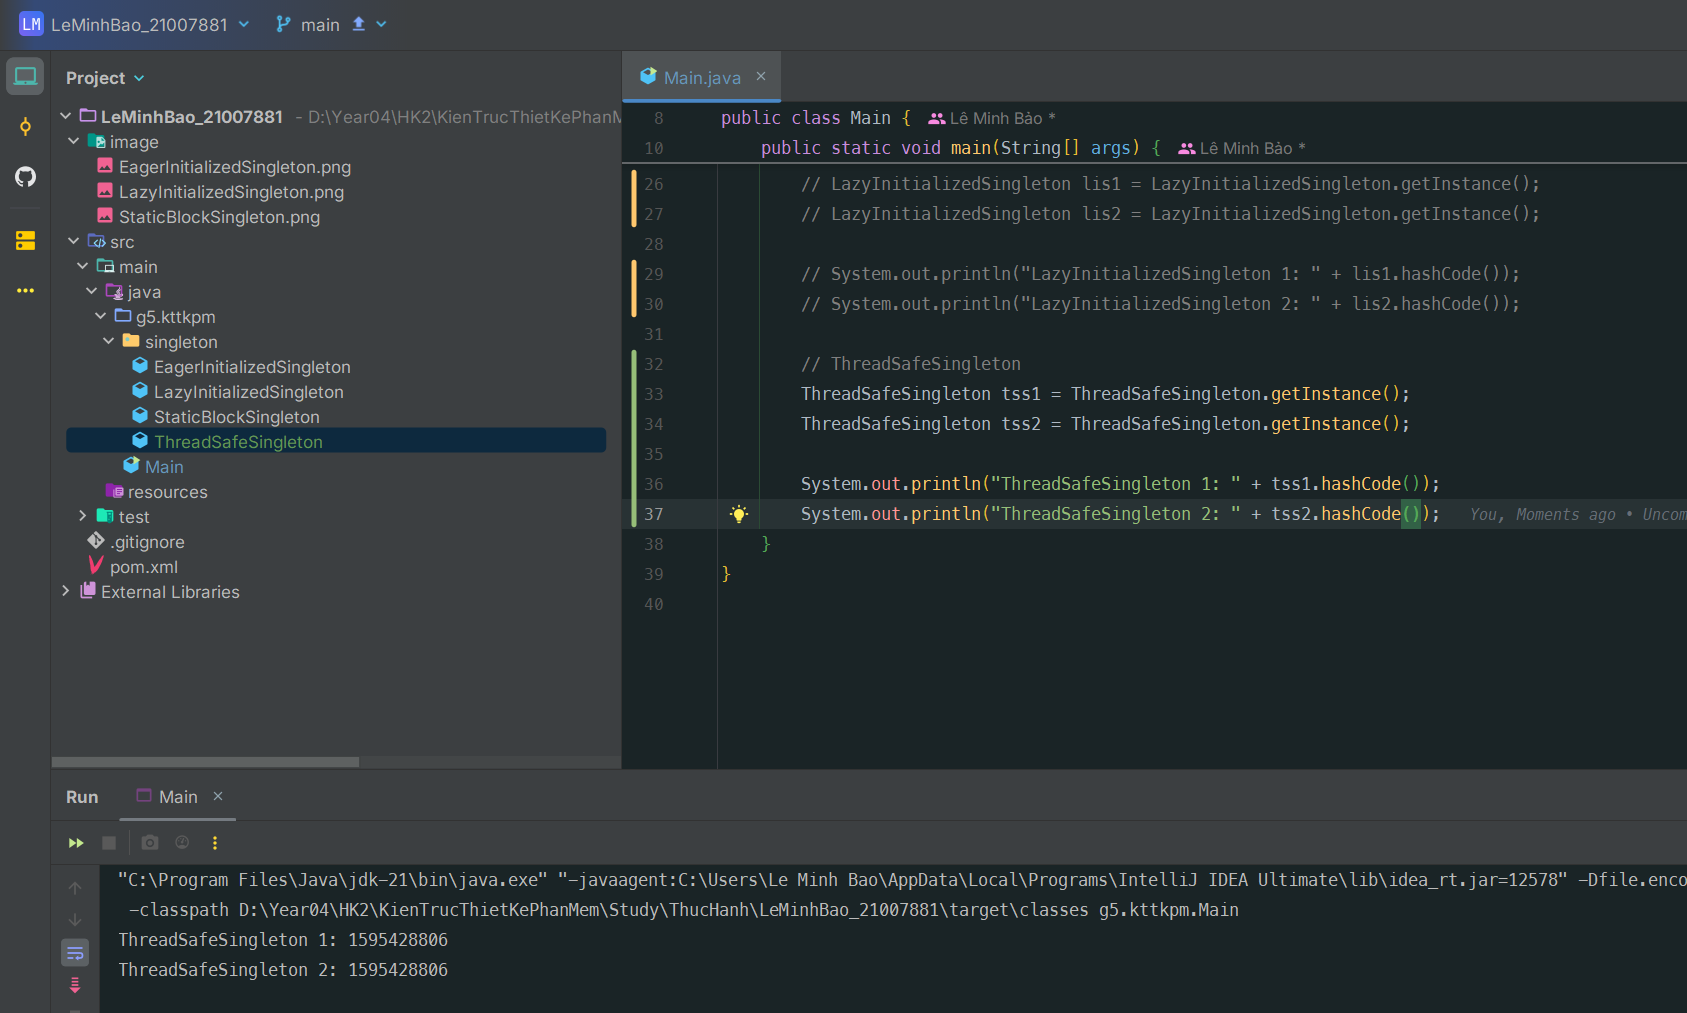 LM LeMinhBao_21007881 main
Project
LeMinhBao_21007881 - D:\Year04\HK2\KienTrucThietKePhanM
image
EagerInitializedSingleton.png
LazyInitializedSingleton.png
StaticBlockSingleton.png
src
main
java
g5.kttkpm
singleton
EagerInitializedSingleton
LazyInitializedSingleton
StaticBlockSingleton
ThreadSafeSingleton
Main
resources
test
.gitignore
pom.xml
External Libraries
Main.java
8 public class Main { Lê Minh Bảo *
10 public static void main(String[] args) { Lê Minh Bảo *
26 // LazyInitializedSingleton lis1 = LazyInitializedSingleton.getInstance();
27 // LazyInitializedSingleton lis2 = LazyInitializedSingleton.getInstance();
28
29 // System.out.println("LazyInitializedSingleton 1: " + lis1.hashCode());
30 // System.out.println("LazyInitializedSingleton 2: " + lis2.hashCode());
31
32 // ThreadSafeSingleton
33 ThreadSafeSingleton tss1 = ThreadSafeSingleton.getInstance();
34 ThreadSafeSingleton tss2 = ThreadSafeSingleton.getInstance();
35
36 System.out.println("ThreadSafeSingleton 1: " + tss1.hashCode());
37 System.out.println("ThreadSafeSingleton 2: " + tss2.hashCode()); You, Moments ago • Uncom
38 }
39 }
40
Run Main
"C:\Program Files\Java\jdk-21\bin\java.exe" "-javaagent:C:\Users\Le Minh Bao\AppData\Local\Programs\IntelliJ IDEA Ultimate\lib\idea_rt.jar=12578" -Dfile.enco
-classpath D:\Year04\HK2\KienTrucThietKePhanMem\Study\ThucHanh\LeMinhBao_21007881\target\classes g5.kttkpm.Main
ThreadSafeSingleton 1: 1595428806
ThreadSafeSingleton 2: 1595428806